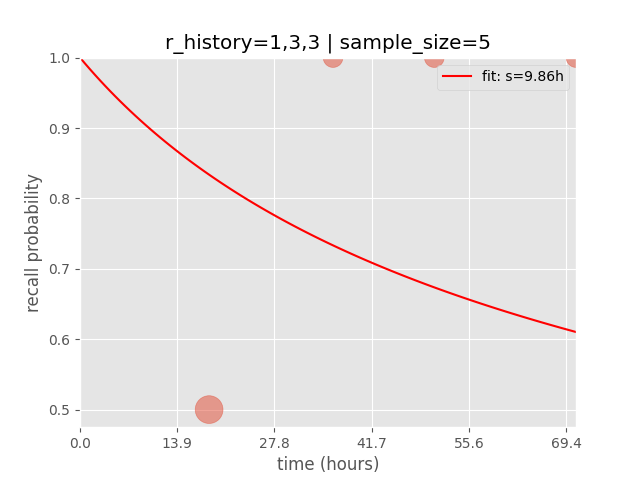 r_history=1,3,3 | sample_size=5
fit: s=9.86h
recall probability
1.0
0.9
0.8
0.7
0.6
0.5
0.0 13.9 27.8 41.7 55.6 69.4
time (hours)